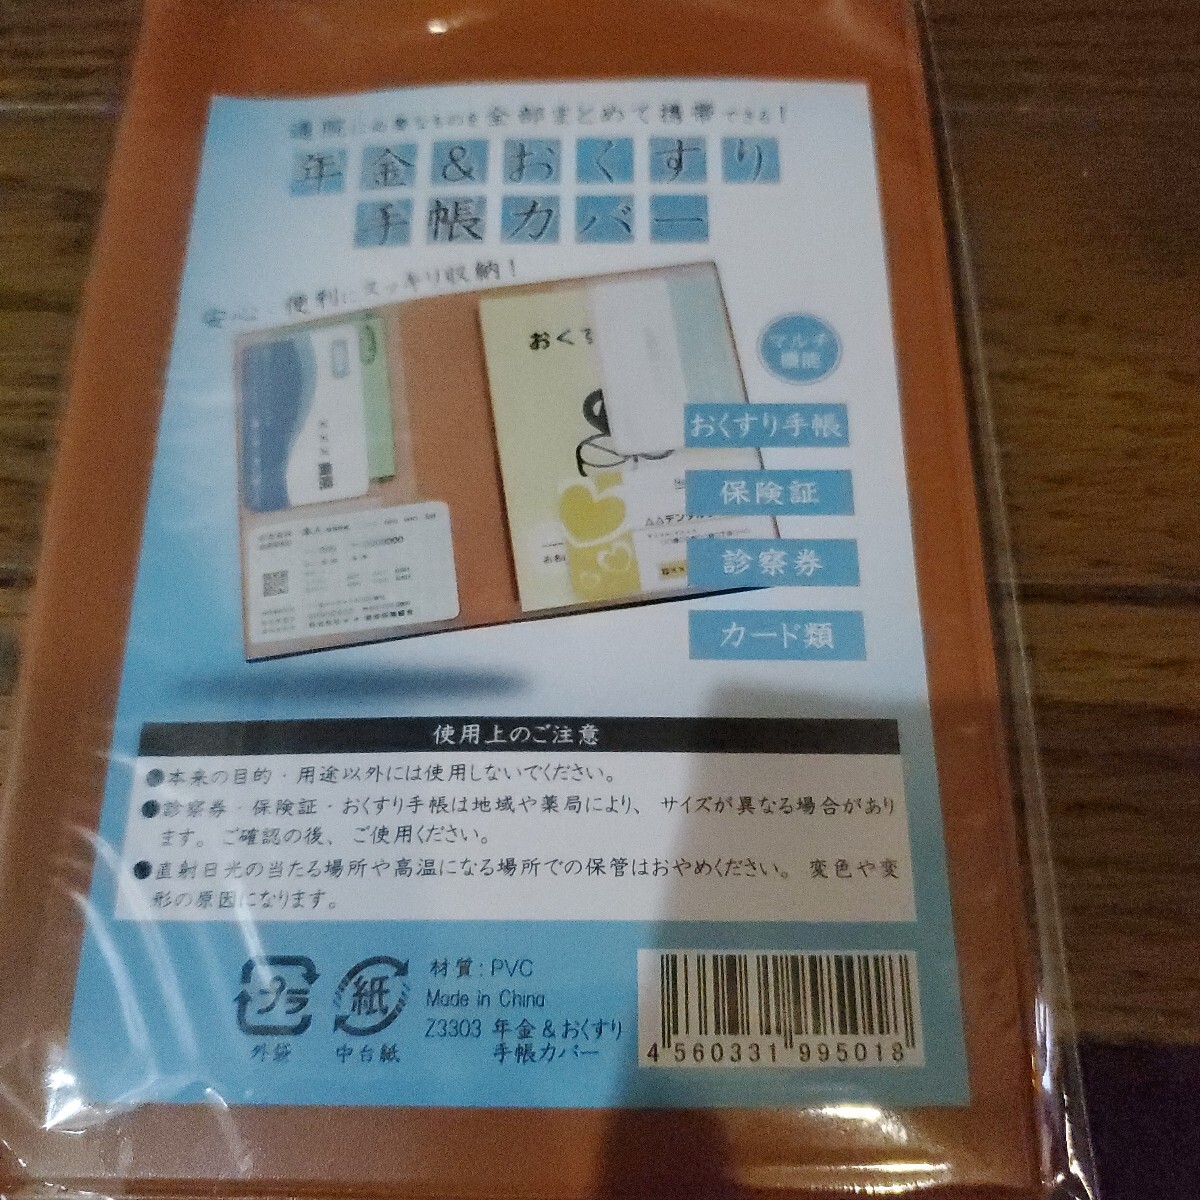 通院に必要なものを全部まとめて携帯できる!
年金&おくすり
手帳カバー
安心・便利にスッキリ収納!
マルチ
機能
おくす
おくすり手帳
保険証
診察券
カード類
使用上のご注意
●本来の目的・用途以外には使用しないでください。
●診察券・保険証・おくすり手帳は地域や薬局により、サイズが異なる場合があり
ます。ご確認の後、ご使用ください。
●直射日光の当たる場所や高温になる場所での保管はおやめください。変色や変
形の原因になります。
プラ
外袋
紙
中台紙
材質:PVC
Made in China
Z3303 年金&おくすり
手帳カバー
4 560331 995018